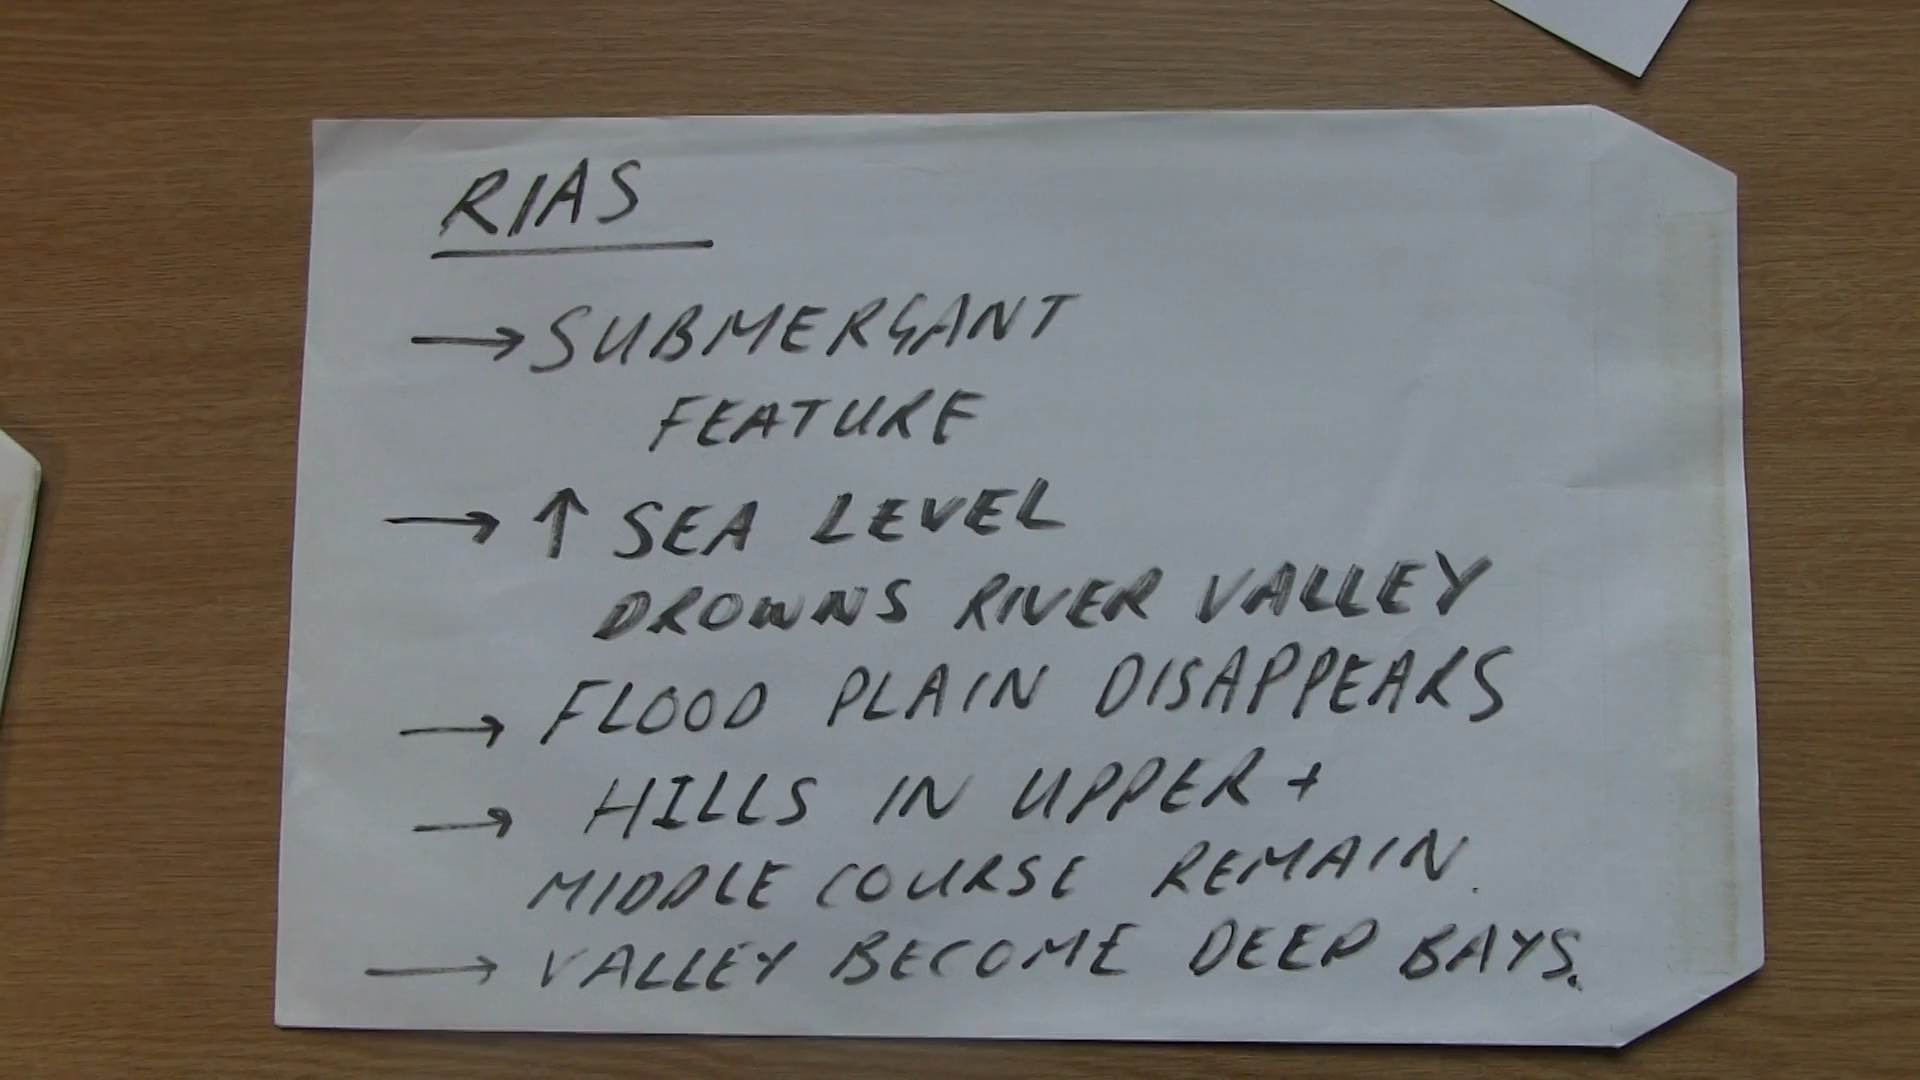 RIAS
→ SUBMERGANT
FEATURE
→ ↑ SEA LEVEL
DROWNS RIVER VALLEY
→ FLOOD PLAIN DISAPPEARS
→ HILLS IN UPPER +
MIDDLE COURSE REMAIN.
→ VALLEY BECOME DEEP BAYS.